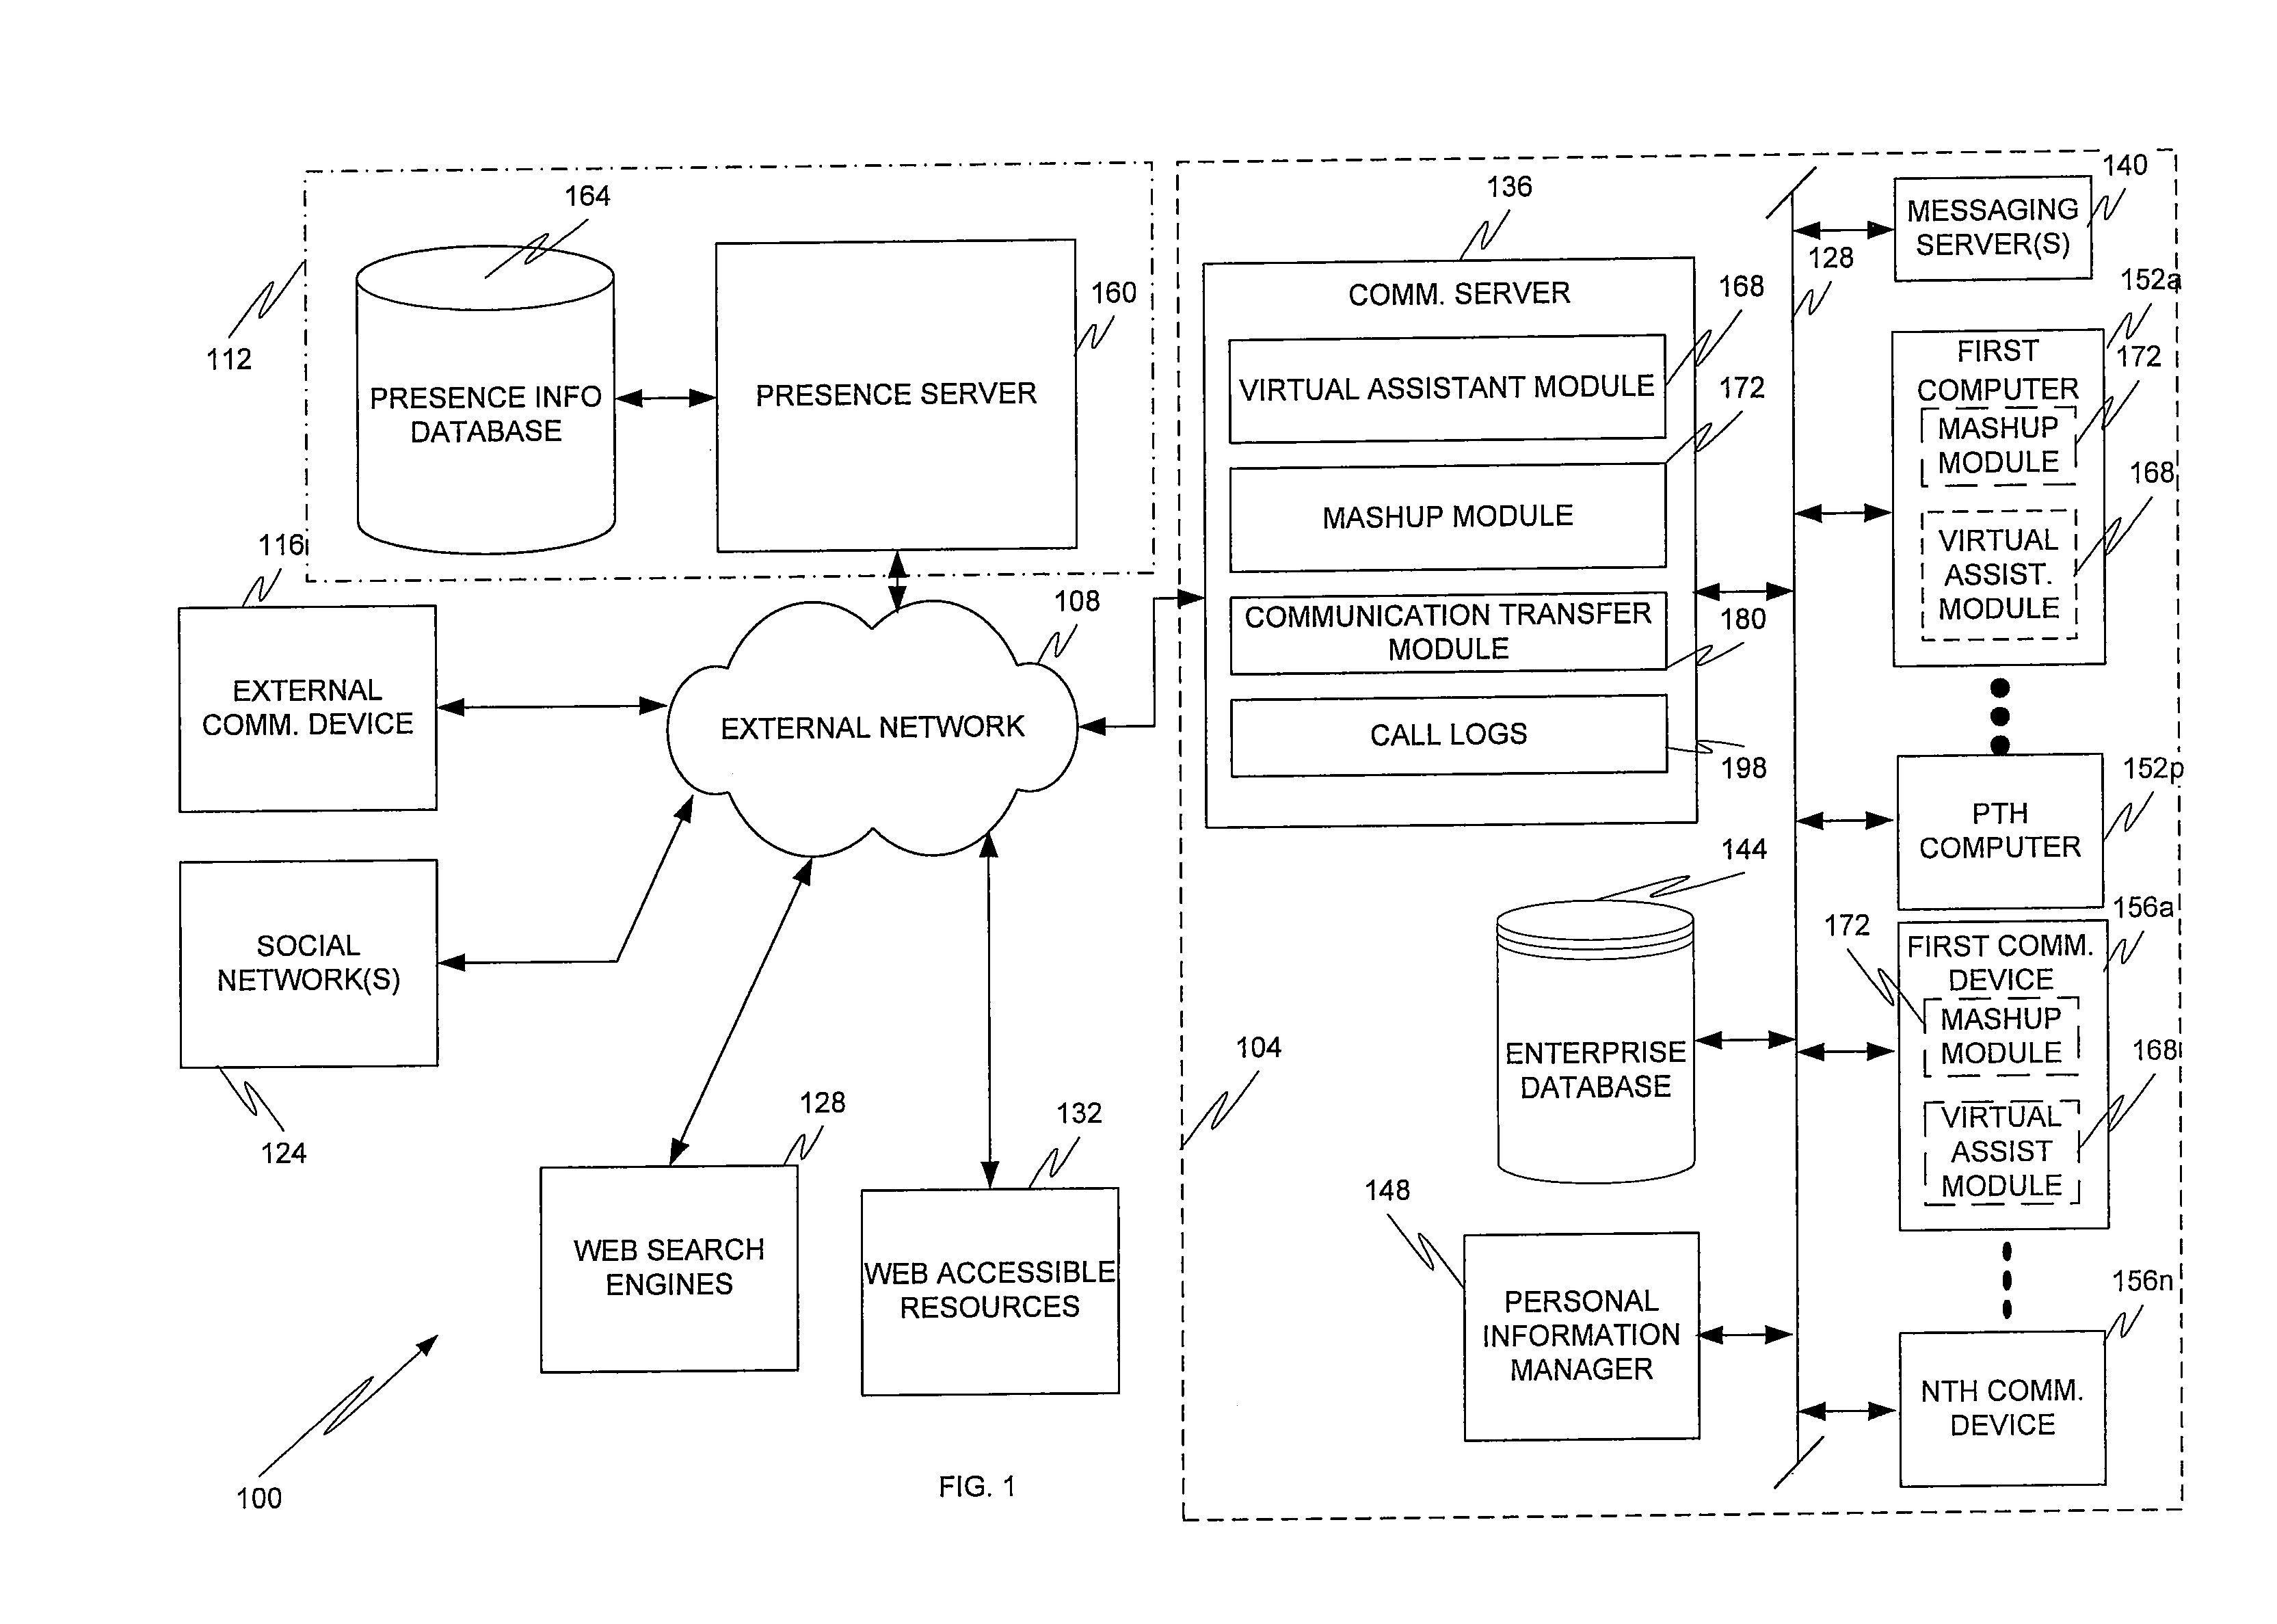 164
112
PRESENCE INFO
DATABASE
PRESENCE SERVER
160
116
EXTERNAL
COMM. DEVICE
108
EXTERNAL NETWORK
SOCIAL
NETWORK(S)
124
128
WEB SEARCH
ENGINES
132
WEB ACCESSIBLE
RESOURCES
100
FIG. 1
104
136
COMM. SERVER
168
VIRTUAL ASSISTANT MODULE
172
MASHUP MODULE
COMMUNICATION TRANSFER
MODULE
180
CALL LOGS
198
144
ENTERPRISE
DATABASE
148
PERSONAL
INFORMATION
MANAGER
128
140
MESSAGING
SERVER(S)
152a
FIRST
COMPUTER
172
MASHUP
MODULE
168
VIRTUAL
ASSIST.
MODULE
152p
PTH
COMPUTER
156a
172
FIRST COMM.
DEVICE
MASHUP
MODULE
168
VIRTUAL
ASSIST
MODULE
156n
NTH COMM.
DEVICE